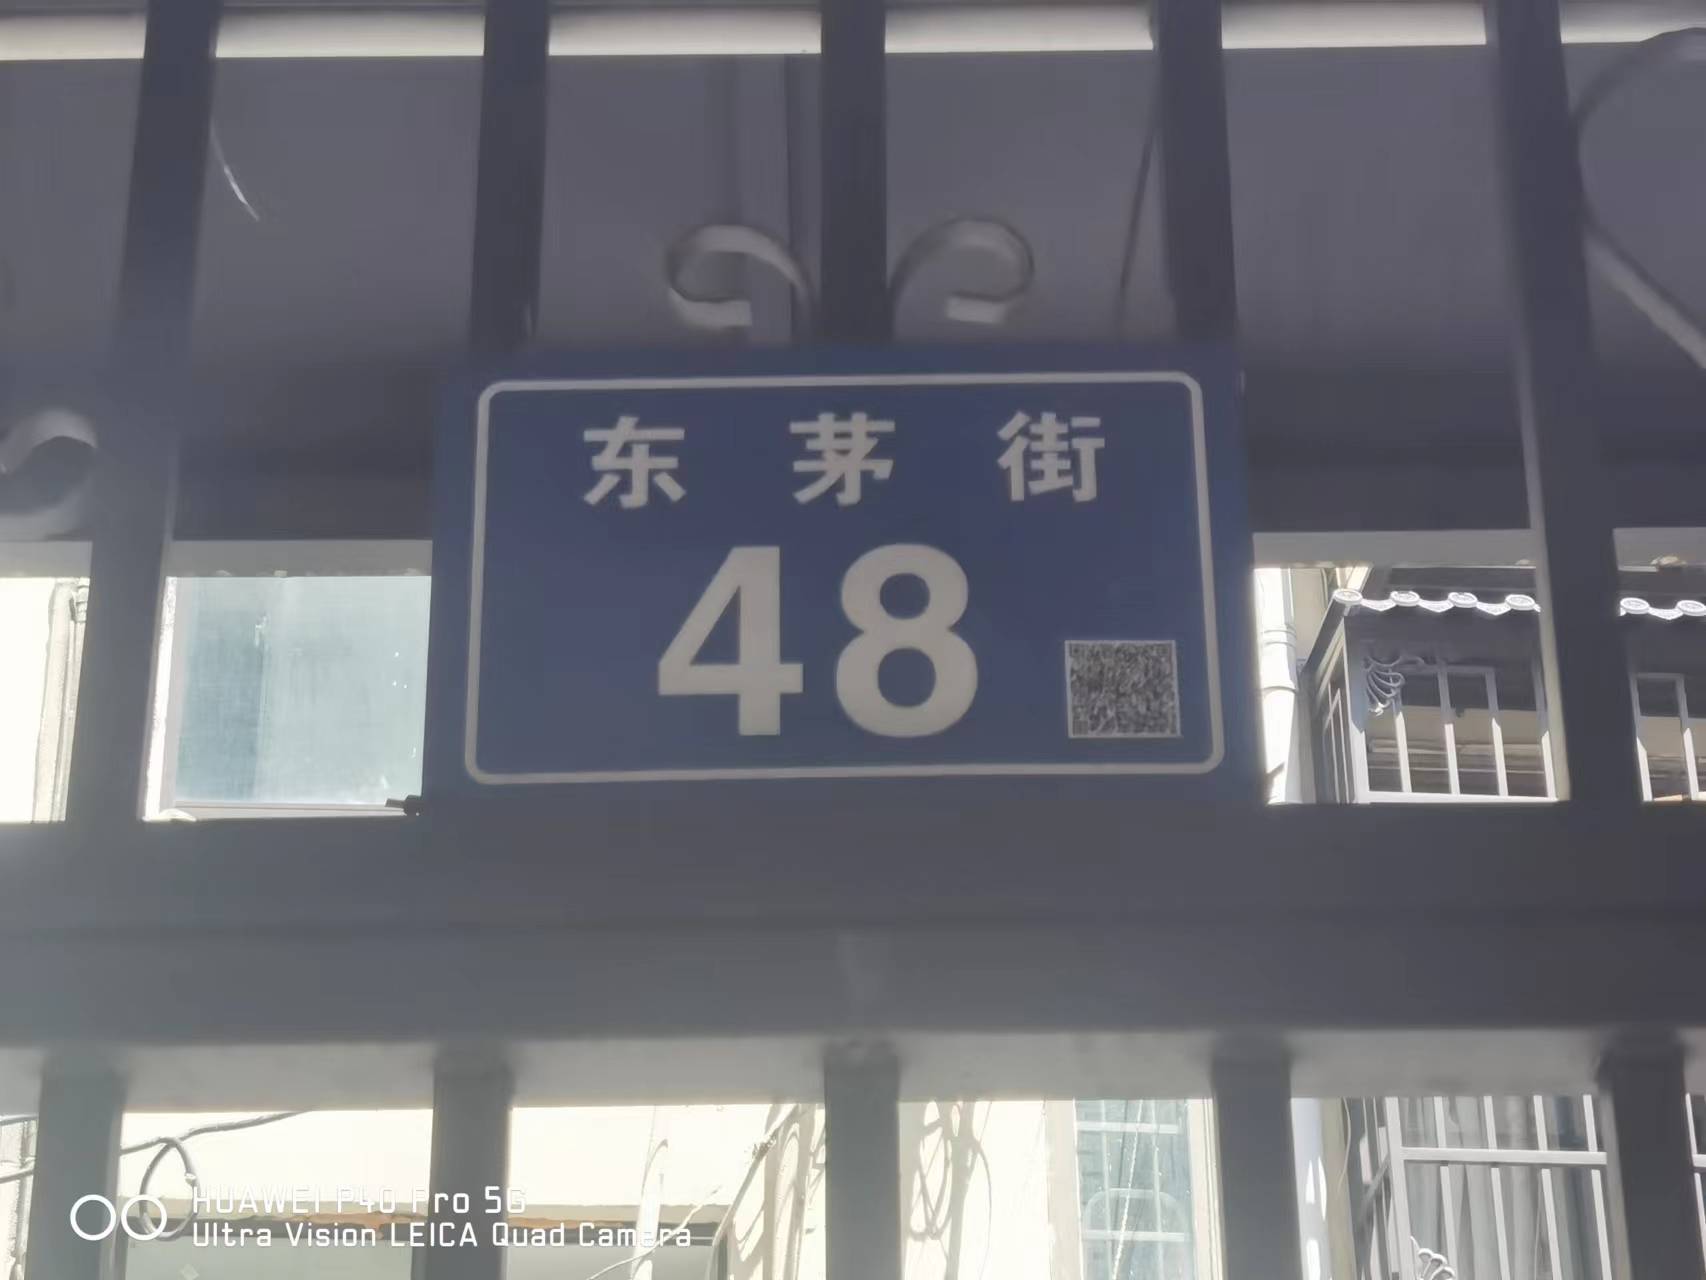 东茅街
48
HUAWEI P40 Pro 5G
Ultra Vision LEICA Quad Camera